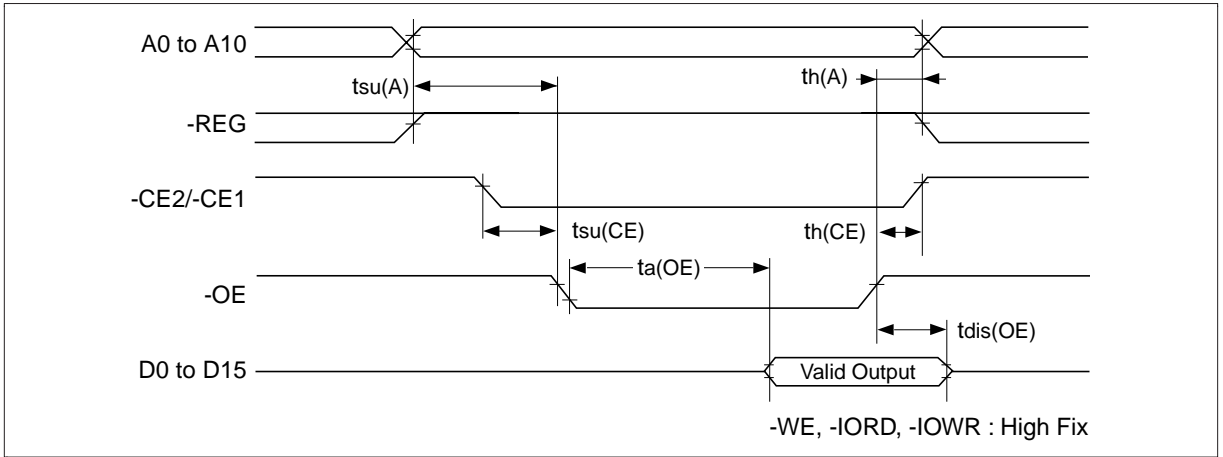 A0 to A10
tsu(A)
th(A)
-REG
-CE2/-CE1
tsu(CE)
th(CE)
ta(OE)
-OE
tdis(OE)
D0 to D15
Valid Output
-WE, -IORD, -IOWR : High Fix